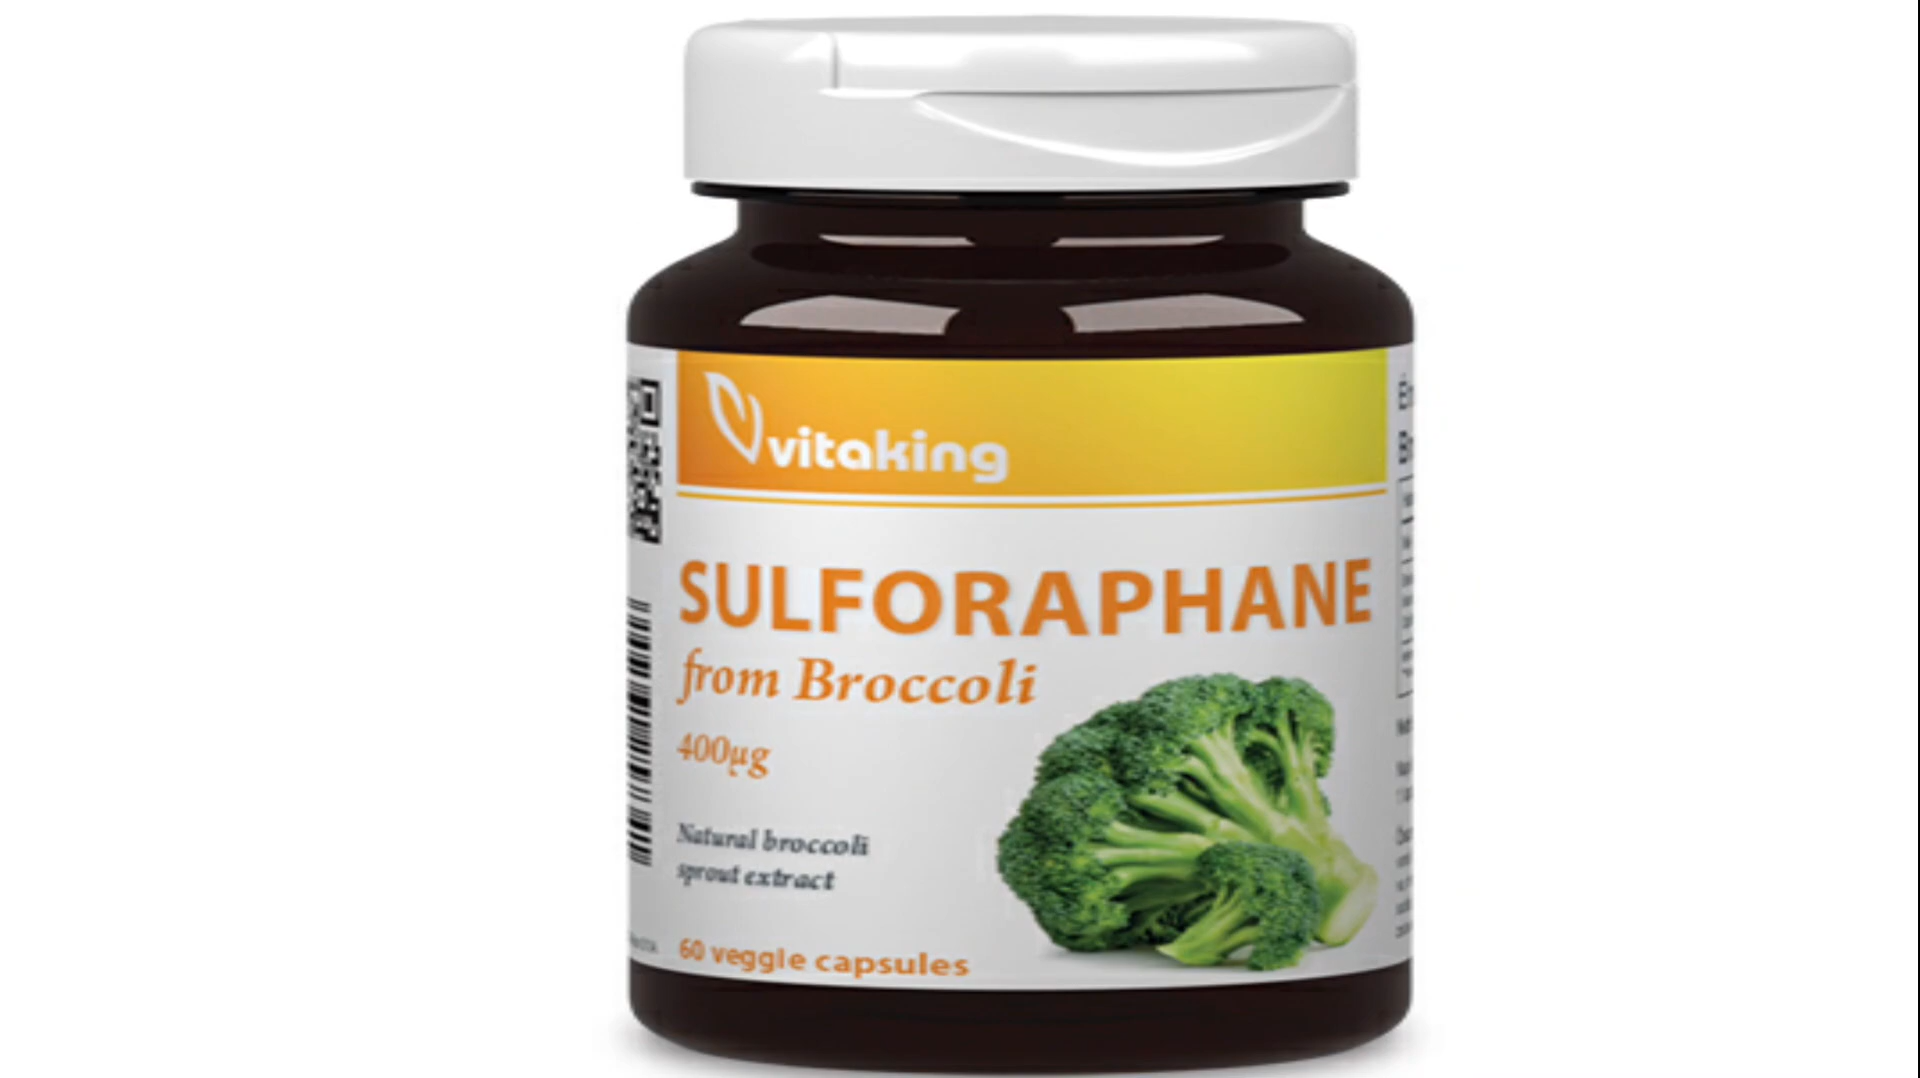 vitaking
SULFORAPHANE
from Broccoli
400µg
Natural broccoli
sprout extract
60 veggie capsules